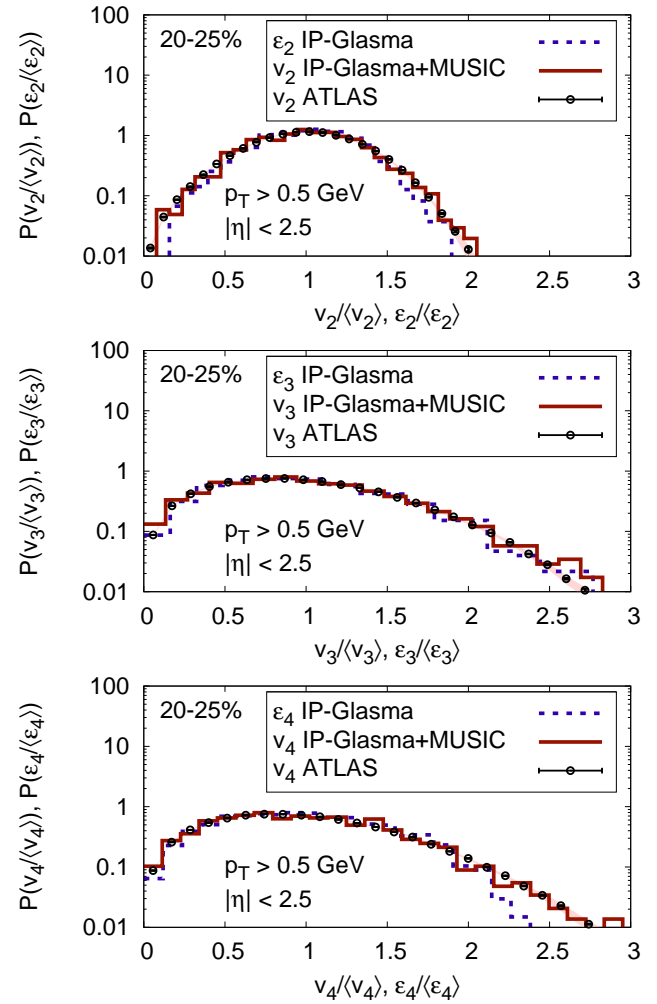 P(v2/⟨v2⟩), P(ε2/⟨ε2⟩)
100
10
1
0.1
0.01
20-25%
ε2 IP-Glasma
v2 IP-Glasma+MUSIC
v2 ATLAS
pT > 0.5 GeV
|η| < 2.5
0 0.5 1 1.5 2 2.5 3
v2/⟨v2⟩, ε2/⟨ε2⟩
P(v3/⟨v3⟩), P(ε3/⟨ε3⟩)
100
10
1
0.1
0.01
20-25%
ε3 IP-Glasma
v3 IP-Glasma+MUSIC
v3 ATLAS
pT > 0.5 GeV
|η| < 2.5
0 0.5 1 1.5 2 2.5 3
v3/⟨v3⟩, ε3/⟨ε3⟩
P(v4/⟨v4⟩), P(ε4/⟨ε4⟩)
100
10
1
0.1
0.01
20-25%
ε4 IP-Glasma
v4 IP-Glasma+MUSIC
v4 ATLAS
pT > 0.5 GeV
|η| < 2.5
0 0.5 1 1.5 2 2.5 3
v4/⟨v4⟩, ε4/⟨ε4⟩